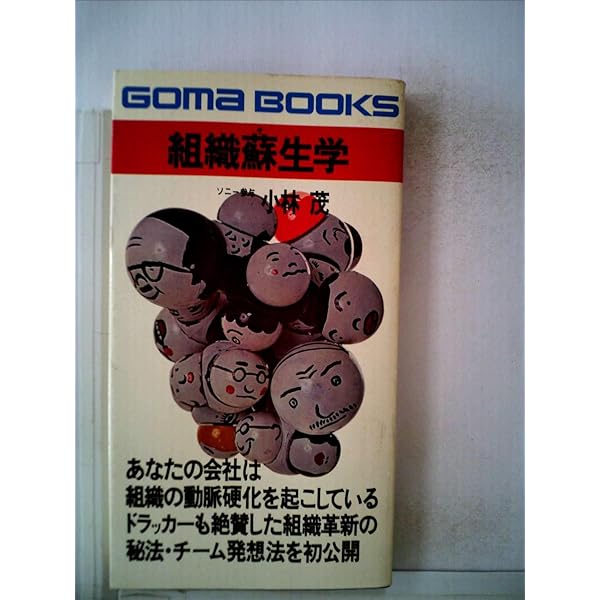 GOMA BOOKS
組織蘇生学
ソニー参与 小林 茂
あなたの会社は
組織の動脈硬化を起こしている
ドラッカーも絶賛した組織革新の
秘法・チーム発想法を初公開